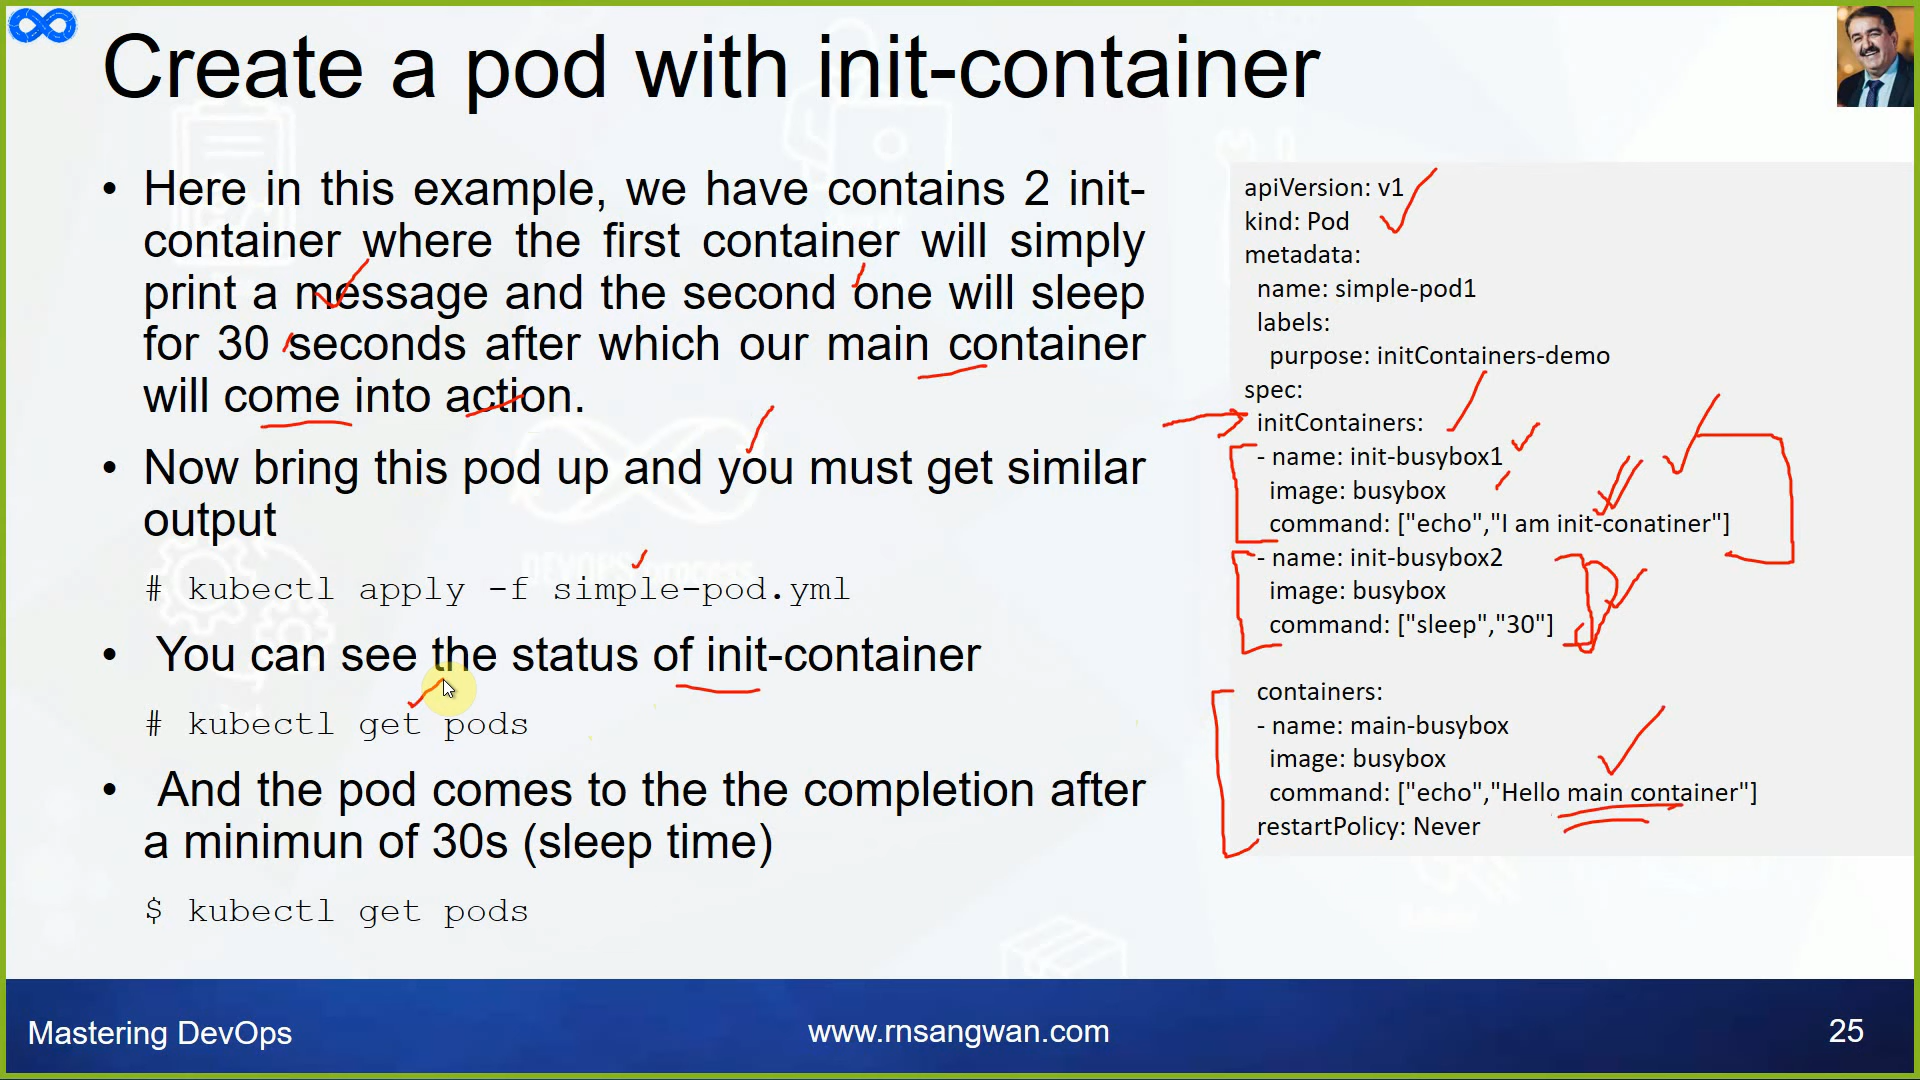 Create a pod with init-container
• Here in this example, we have contains 2 init-
container where the first container will simply
print a message and the second one will sleep
for 30 seconds after which our main container
will come into action.
• Now bring this pod up and you must get similar
output
# kubectl apply -f simple-pod.yml
• You can see the status of init-container
# kubectl get pods
• And the pod comes to the the completion after
a minimun of 30s (sleep time)
$ kubectl get pods
apiVersion: v1
kind: Pod
metadata:
name: simple-pod1
labels:
purpose: initContainers-demo
spec:
initContainers:
- name: init-busybox1
image: busybox
command: ["echo","I am init-conatiner"]
- name: init-busybox2
image: busybox
command: ["sleep","30"]
containers:
- name: main-busybox
image: busybox
command: ["echo","Hello main container"]
restartPolicy: Never
Mastering DevOps
www.rnsangwan.com
25